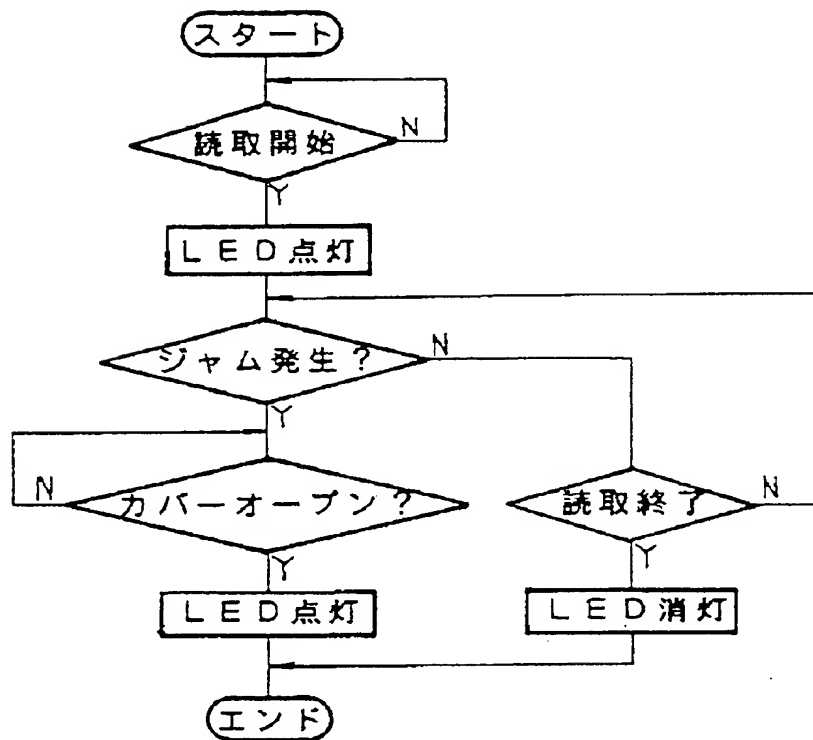 スタート
読取開始
N
Y
LED点灯
ジャム発生?
N
Y
カバーオープン?
N
Y
読取終了
N
Y
LED点灯
LED消灯
エンド